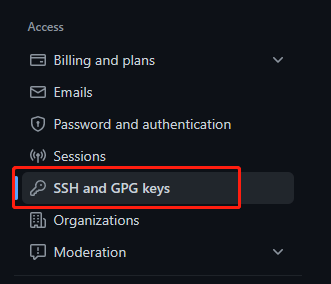 Access
Billing and plans
Emails
Password and authentication
Sessions
SSH and GPG keys
Organizations
Moderation